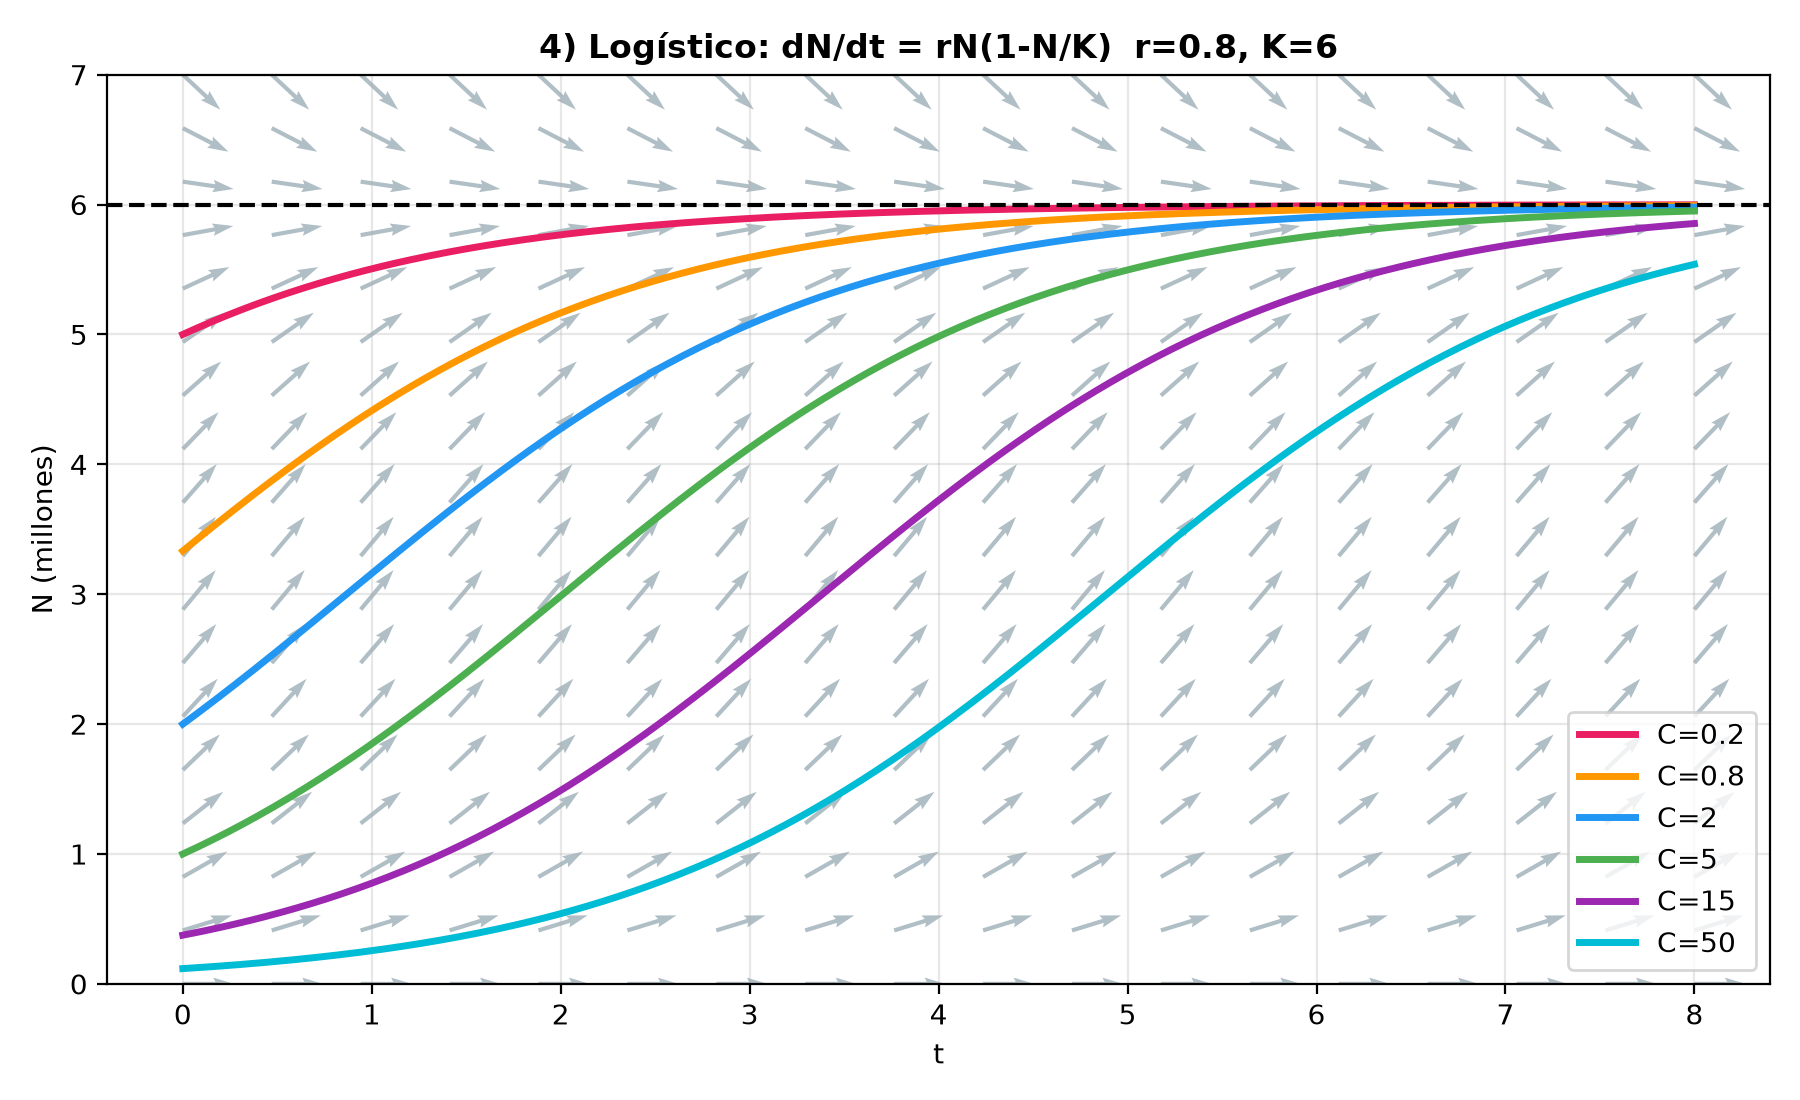 4) Logístico: dN/dt = rN(1-N/K)  r=0.8, K=6
N (millones)
7
6
5
4
3
2
1
0
C=0.2
C=0.8
C=2
C=5
C=15
C=50
0 1 2 3 4 5 6 7 8
t